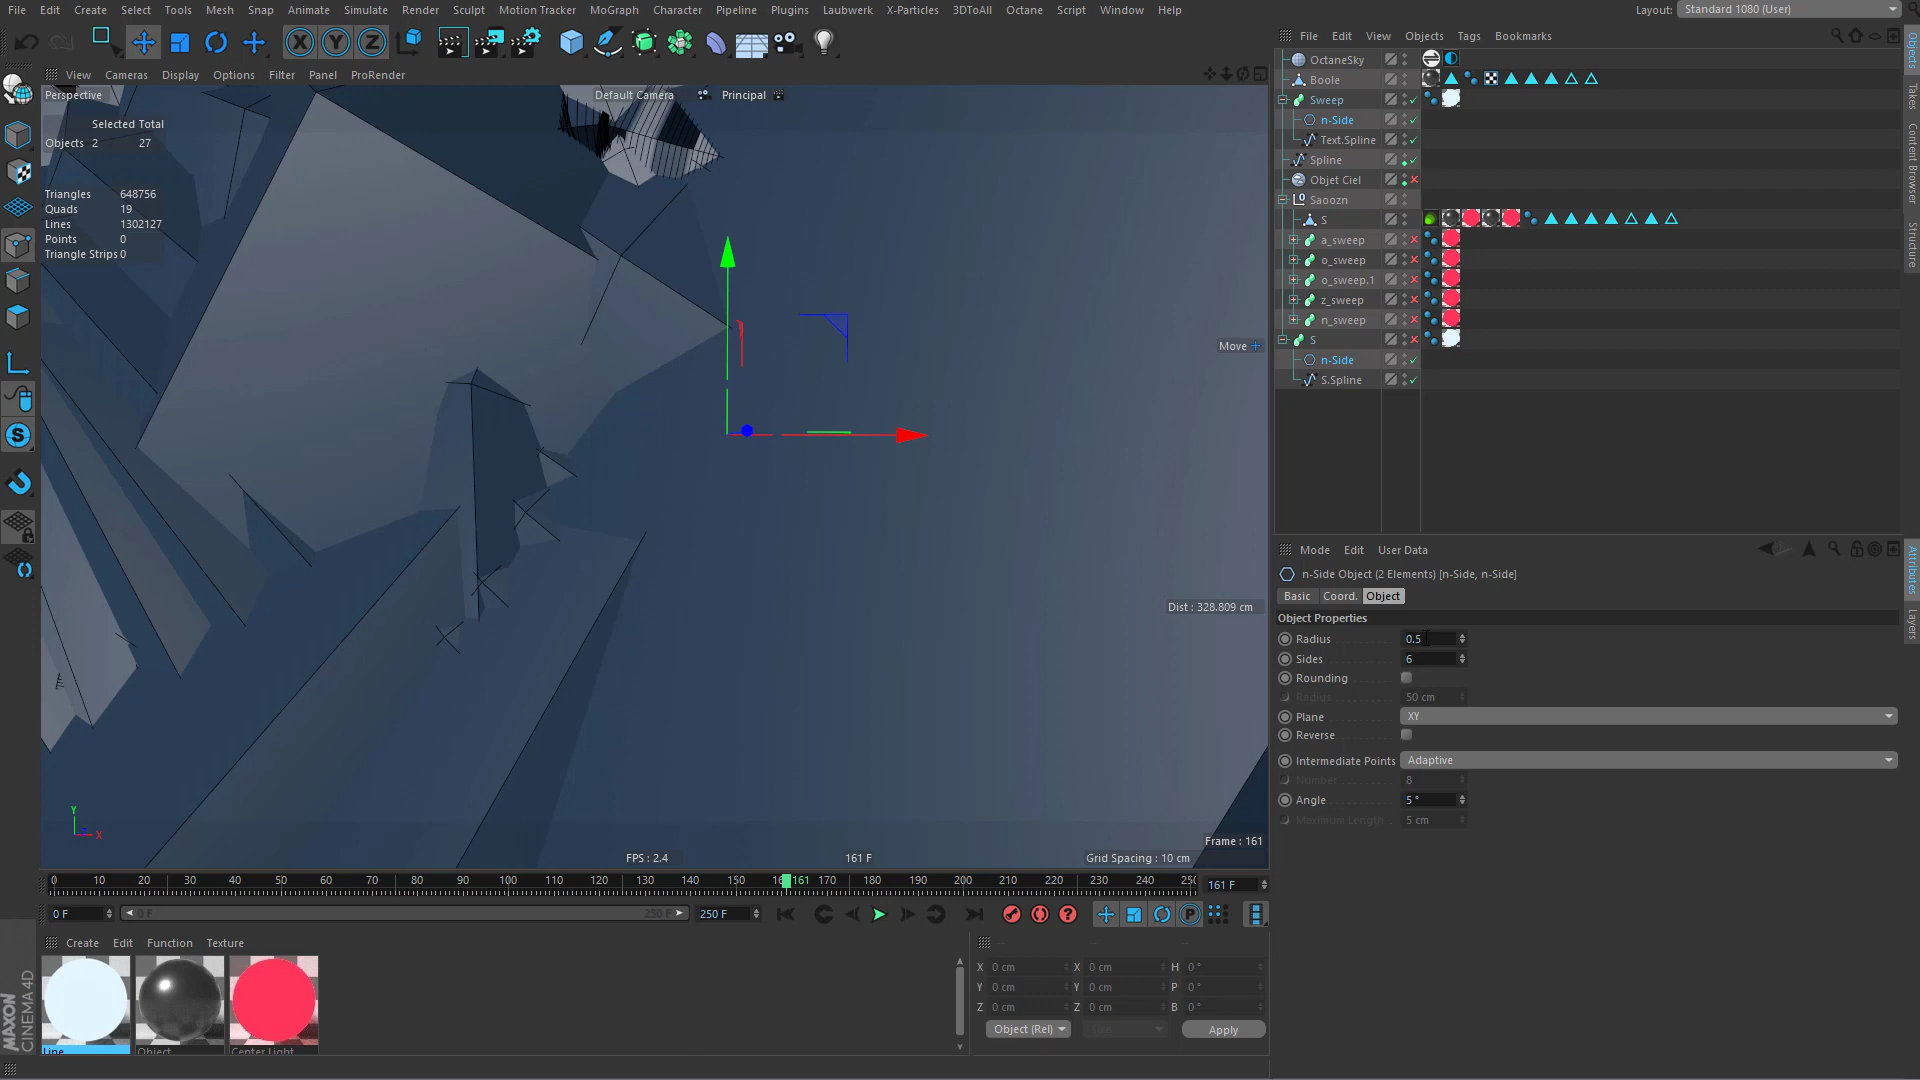 File Edit Create Select Tools Mesh Snap Animate Simulate Render Sculpt Motion Tracker MoGraph Character Pipeline Plugins Laubwerk X-Particles 3DToAll Octane Script Window Help
Layout: Standard 1080 (User)
View Cameras Display Options Filter Panel ProRender
Perspective
Default Camera
Principal
Selected Total
Objects 2 27
Triangles 648756
Quads 19
Lines 1302127
Points 0
Triangle Strips 0
Move
Dist : 328.809 cm
Frame : 161
FPS : 2.4
161 F
Grid Spacing : 10 cm
Y
X
File Edit View Objects Tags Bookmarks
OctaneSky
Boole
Sweep
n-Side
Text.Spline
Spline
Objet Ciel
Saoozn
S
a_sweep
o_sweep
o_sweep.1
z_sweep
n_sweep
S
n-Side
S.Spline
Objects
Takes
Content Browser
Structure
Mode Edit User Data
n-Side Object (2 Elements) [n-Side, n-Side]
Basic Coord. Object
Object Properties
Radius 0.5
Sides 6
Rounding
Radius 50 cm
Plane XY
Reverse
Intermediate Points Adaptive
Number 8
Angle 5 °
Maximum Length 5 cm
Attributes
Layers
0 10 20 30 40 50 60 70 80 90 100 110 120 130 140 150 161 170 180 190 200 210 220 230 240
161 F
0 F
0 F
250 F
250 F
Create Edit Function Texture
Line
Object
Center Light
X 0 cm X 0 cm H 0 °
Y 0 cm Y 0 cm P 0 °
Z 0 cm Z 0 cm B 0 °
Object (Rel)
Apply
MAXON
CINEMA 4D